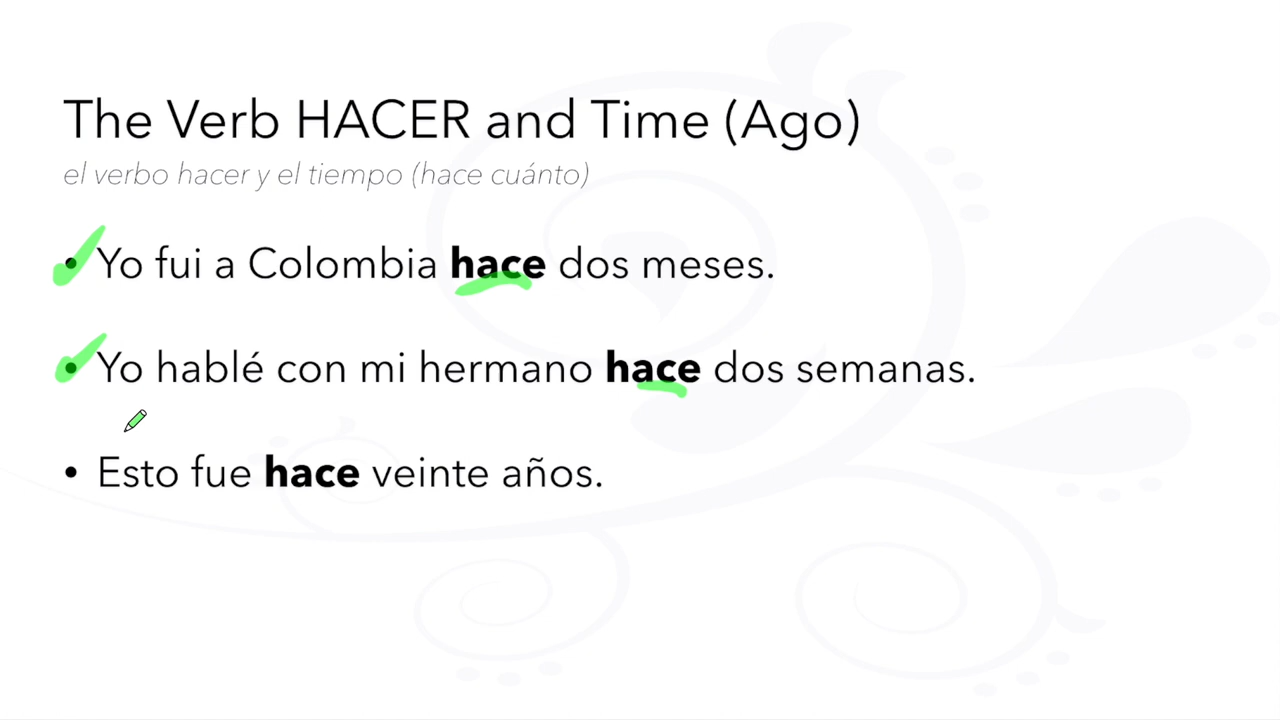 The Verb HACER and Time (Ago)
el verbo hacer y el tiempo (hace cuánto)
• Yo fui a Colombia hace dos meses.
• Yo hablé con mi hermano hace dos semanas.
• Esto fue hace veinte años.